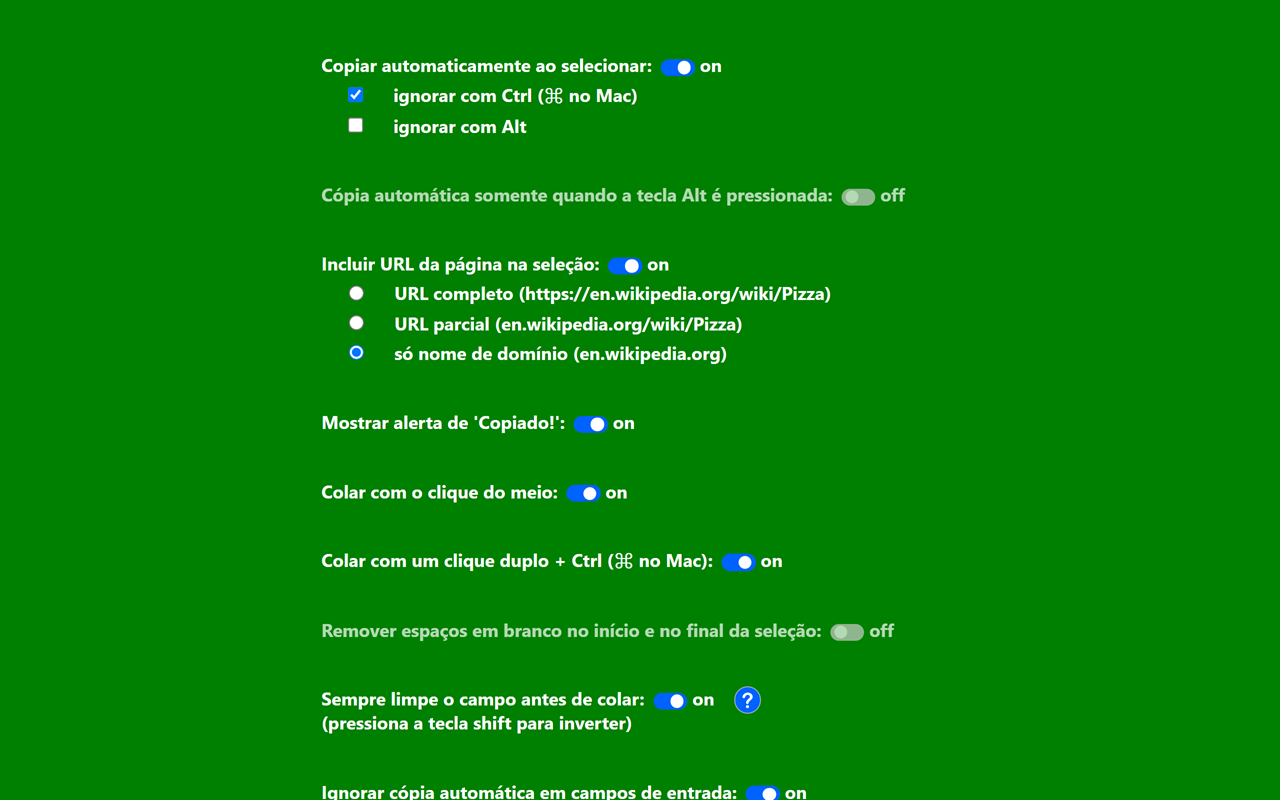 Copiar automaticamente ao selecionar: on
ignorar com Ctrl (⌘ no Mac)
ignorar com Alt
Cópia automática somente quando a tecla Alt é pressionada: off
Incluir URL da página na seleção: on
URL completo (https://en.wikipedia.org/wiki/Pizza)
URL parcial (en.wikipedia.org/wiki/Pizza)
só nome de domínio (en.wikipedia.org)
Mostrar alerta de 'Copiado!': on
Colar com o clique do meio: on
Colar com um clique duplo + Ctrl (⌘ no Mac): on
Remover espaços em branco no início e no final da seleção: off
Sempre limpe o campo antes de colar: on ?
(pressiona a tecla shift para inverter)
Ignorar cópia automática em campos de entrada: on